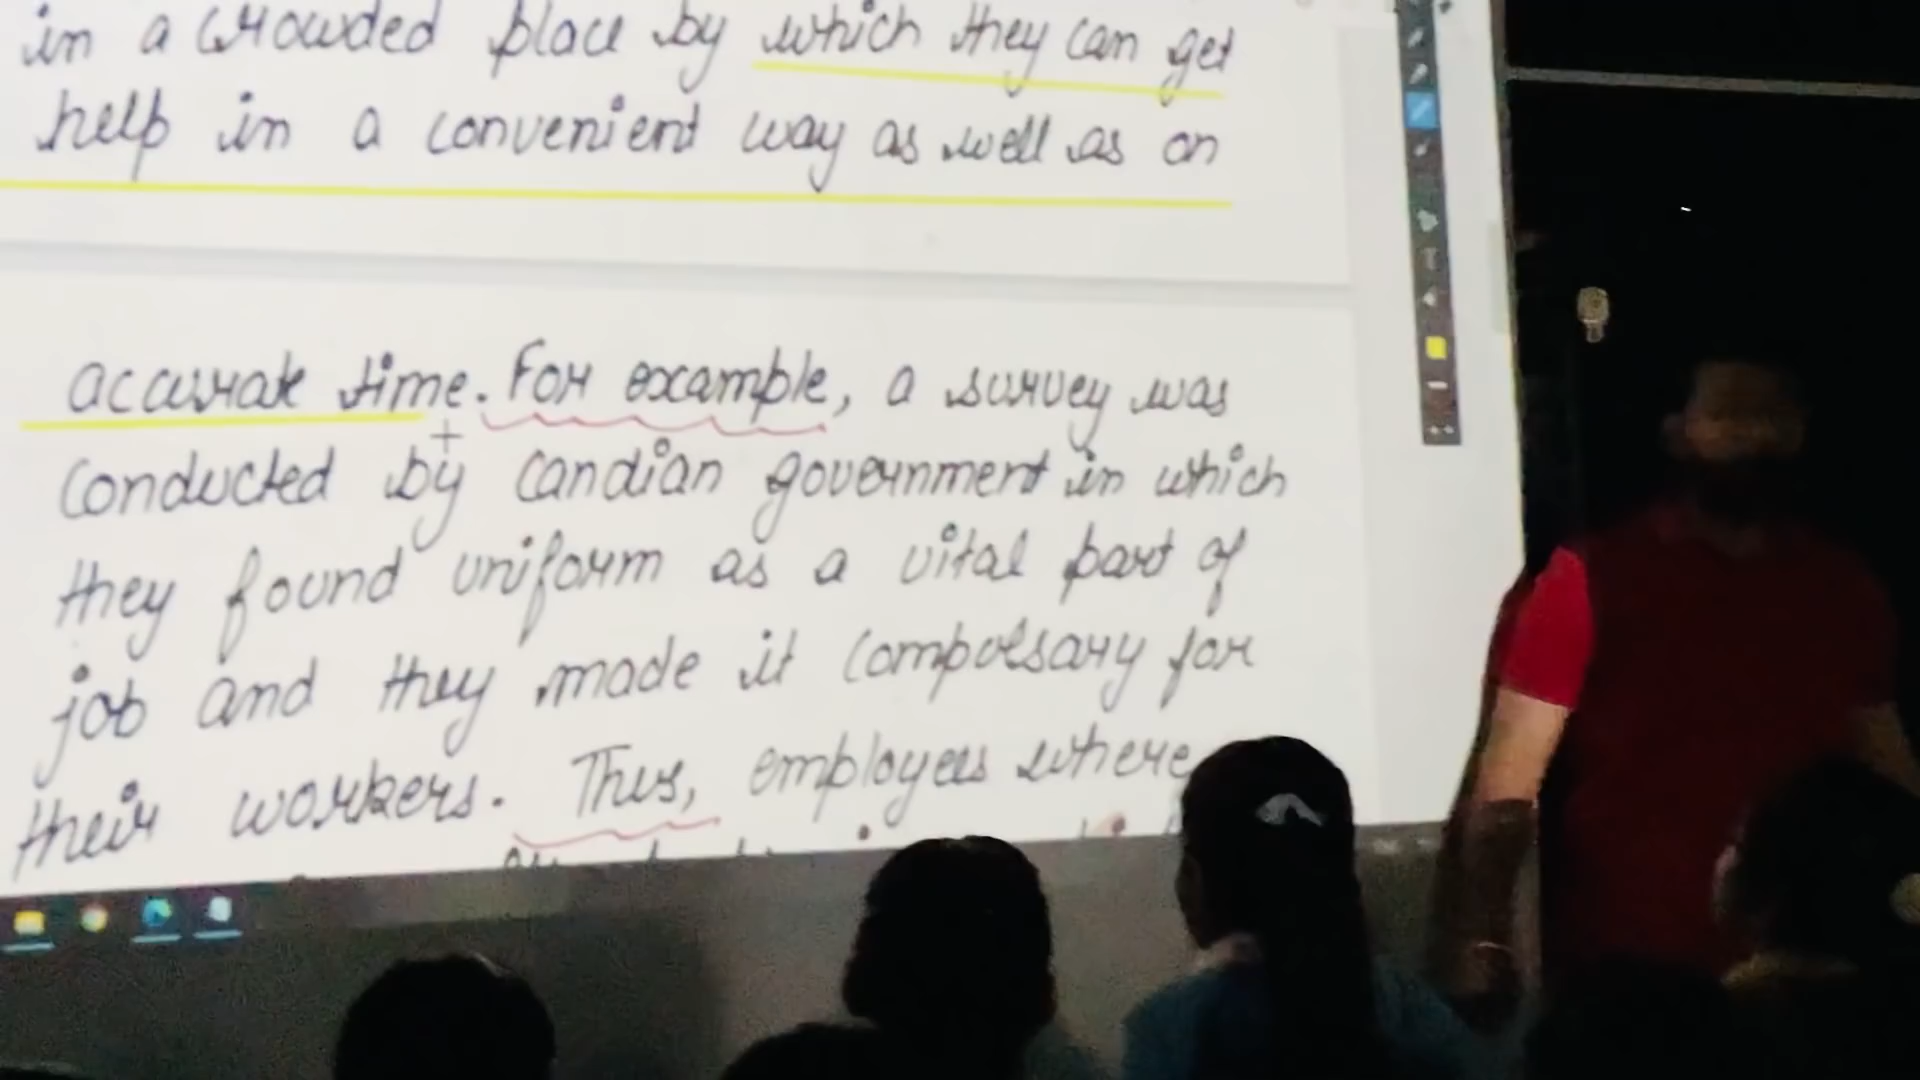 in a crowded place by which they can get
help in a convenient way as well as on
accurate time. For example, a survey was
conducted by candian government in which
they found uniform as a vital part of
job and they made it compulsary for
their workers. Thus, employees where